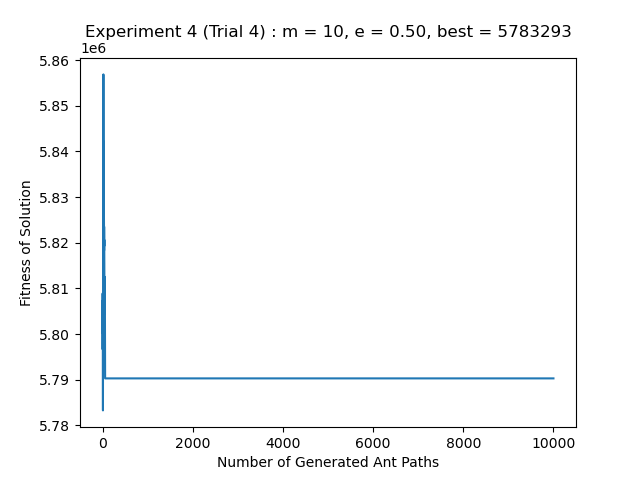 Experiment 4 (Trial 4) : m = 10, e = 0.50, best = 5783293
1e6
5.86
5.85
5.84
5.83
5.82
5.81
5.80
5.79
5.78
Fitness of Solution
0 2000 4000 6000 8000 10000
Number of Generated Ant Paths